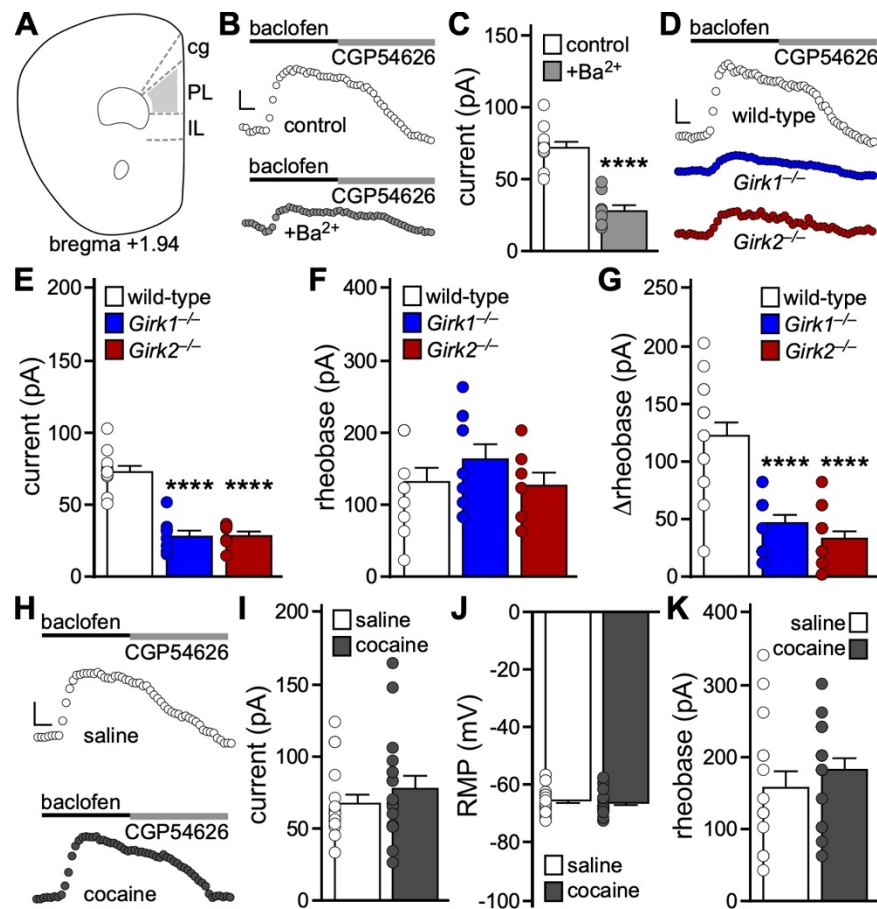 A
cg
PL
IL
bregma +1.94
B
baclofen
CGP54626
control
baclofen
CGP54626
+Ba²⁺
C
control
+Ba²⁺
current (pA)
150
100
50
0
****
D
baclofen
CGP54626
wild-type
Girk1⁻/⁻
Girk2⁻/⁻
E
wild-type
Girk1⁻/⁻
Girk2⁻/⁻
current (pA)
200
150
100
50
0
**** ****
F
wild-type
Girk1⁻/⁻
Girk2⁻/⁻
rheobase (pA)
400
300
200
100
0
G
wild-type
Girk1⁻/⁻
Girk2⁻/⁻
Δrheobase (pA)
250
200
150
100
50
0
**** ****
H
baclofen
CGP54626
saline
baclofen
CGP54626
cocaine
I
saline
cocaine
current (pA)
200
150
100
50
0
J
RMP (mV)
0
-20
-40
-60
-80
-100
saline
cocaine
K
saline
cocaine
rheobase (pA)
400
300
200
100
0